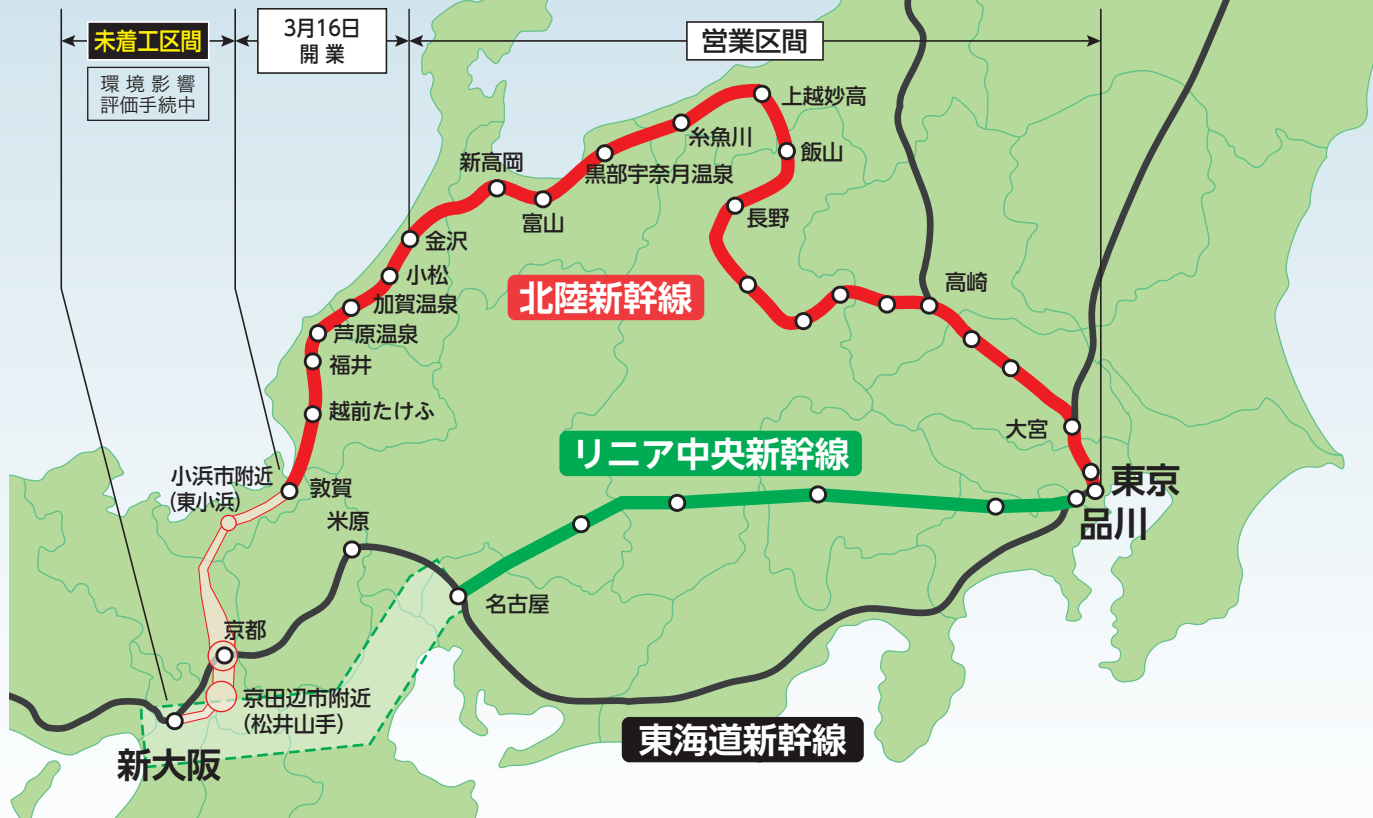 未着工区間
環境影響
評価手続中
3月16日
開業
営業区間
上越妙高
糸魚川
飯山
新高岡
黒部宇奈月温泉
富山
長野
金沢
小松
北陸新幹線
高崎
加賀温泉
芦原温泉
福井
越前たけふ
大宮
リニア中央新幹線
小浜市附近
(東小浜)
敦賀
東京
品川
米原
名古屋
京都
京田辺市附近
(松井山手)
東海道新幹線
新大阪